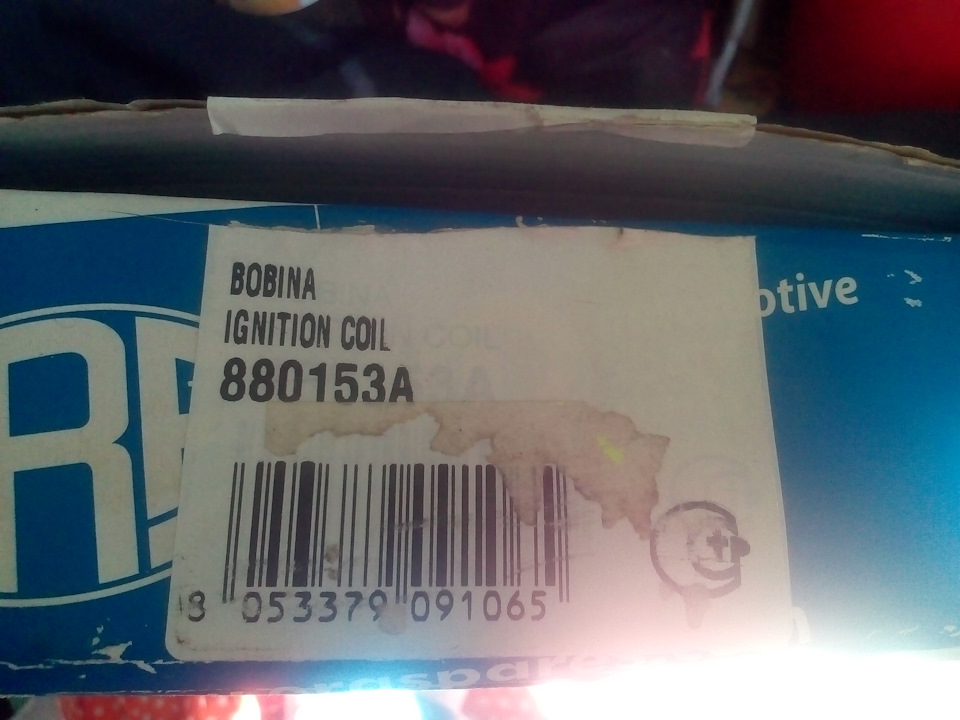 BOBINA
IGNITION COIL
880153A
8 053379 091065
otive